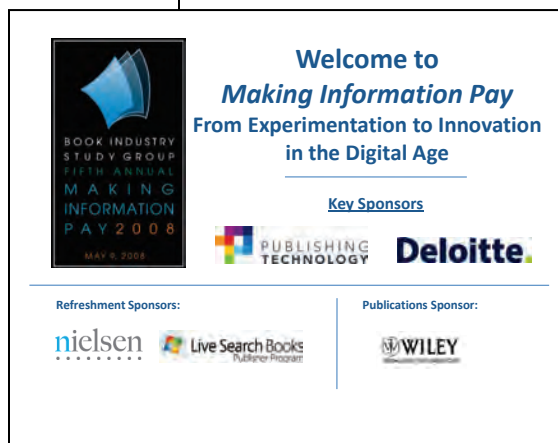 BOOK INDUSTRY
STUDY GROUP
FIFTH ANNUAL
MAKING
INFORMATION
PAY 2008
MAY 9, 2008
Welcome to
Making Information Pay
From Experimentation to Innovation
in the Digital Age
Key Sponsors
PUBLISHING
TECHNOLOGY
Deloitte.
Refreshment Sponsors:
nielsen
Live Search Books
Publisher Program
Publications Sponsor:
WILEY